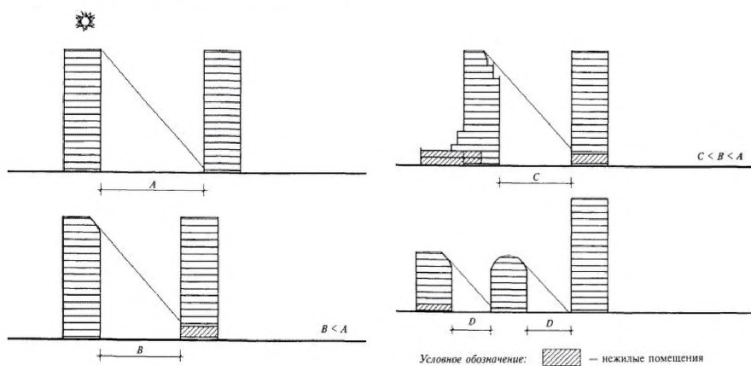 A
C < B < A
C
B < A
B
D
D
Условное обозначение: — нежилые помещения